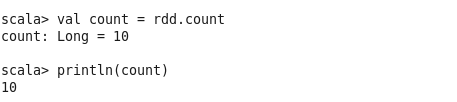 scala> val count = rdd.count
count: Long = 10
scala> println(count)
10